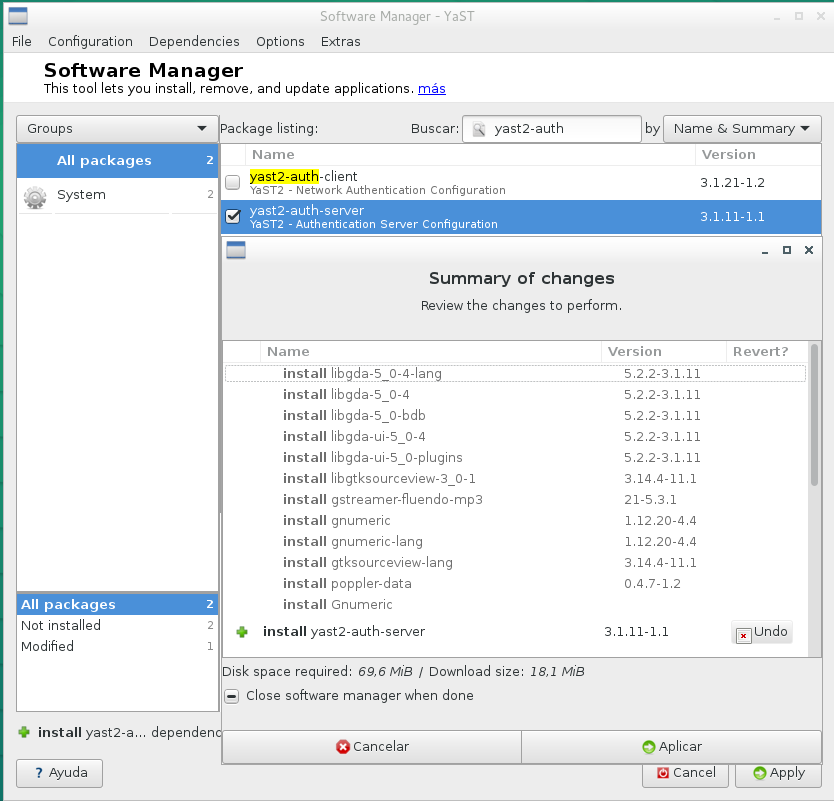 Software Manager - YaST
File Configuration Dependencies Options Extras
Software Manager
This tool lets you install, remove, and update applications. más
Groups
Package listing:
Buscar: yast2-auth by Name & Summary
All packages 2
System 2
Name Version
yast2-auth-client 3.1.21-1.2
YaST2 - Network Authentication Configuration
yast2-auth-server 3.1.11-1.1
YaST2 - Authentication Server Configuration
Summary of changes
Review the changes to perform.
Name Version Revert?
install libgda-5_0-4-lang 5.2.2-3.1.11
install libgda-5_0-4 5.2.2-3.1.11
install libgda-5_0-bdb 5.2.2-3.1.11
install libgda-ui-5_0-4 5.2.2-3.1.11
install libgda-ui-5_0-plugins 5.2.2-3.1.11
install libgtksourceview-3_0-1 3.14.4-11.1
install gstreamer-fluendo-mp3 21-5.3.1
install gnumeric 1.12.20-4.4
install gnumeric-lang 1.12.20-4.4
install gtksourceview-lang 3.14.4-11.1
install poppler-data 0.4.7-1.2
install Gnumeric
install yast2-auth-server 3.1.11-1.1 Undo
Disk space required: 69,6 MiB / Download size: 18,1 MiB
Close software manager when done
Cancelar Aplicar
All packages 2
Not installed 2
Modified 1
install yast2-a... dependenc
? Ayuda
Cancel Apply